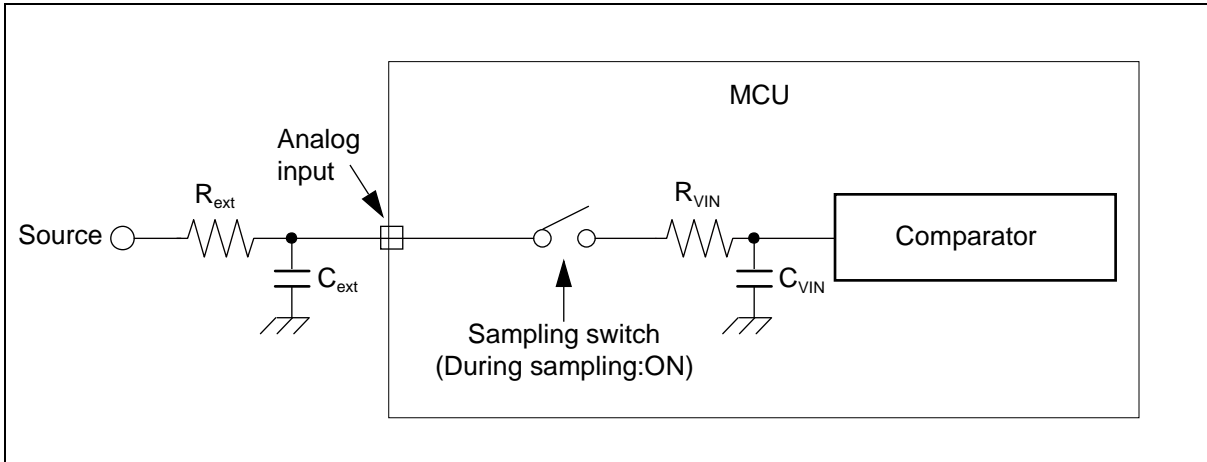 MCU
Analog
input
Rext
RVIN
Source
Comparator
Cext
CVIN
Sampling switch
(During sampling:ON)